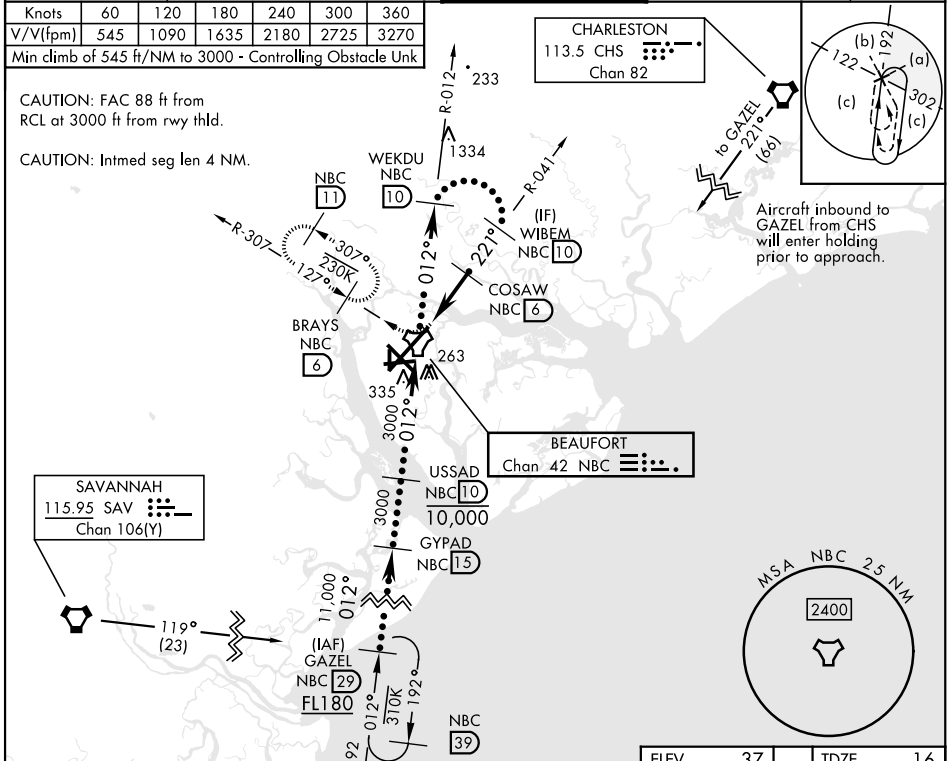 Knots 60 120 180 240 300 360
V/V(fpm) 545 1090 1635 2180 2725 3270
Min climb of 545 ft/NM to 3000 - Controlling Obstacle Unk
CAUTION: FAC 88 ft from
RCL at 3000 ft from rwy thld.
CAUTION: Intmed seg len 4 NM.
CHARLESTON
113.5 CHS
Chan 82
to GAZEL
221°
(66)
(b)
192
(a)
122
302
(c)
(c)
Aircraft inbound to
GAZEL from CHS
will enter holding
prior to approach.
R-012
233
1334
WEKDU
NBC
10
R-041
NBC
11
(IF)
WIBEM
NBC 10
221°
012°
R-307
307°
230K
127°
COSAW
NBC 6
BRAYS
NBC
6
263
335
3000
012°
BEAUFORT
Chan 42 NBC
USSAD
NBC 10
10,000
3000
GYPAD
NBC 15
SAVANNAH
115.95 SAV
Chan 106(Y)
119°
(23)
11,000
012°
(IAF)
GAZEL
NBC 29
FL180
012°
310K
192°
NBC
39
92
MSA NBC 25 NM
2400
ELEV 37
TDZE 16